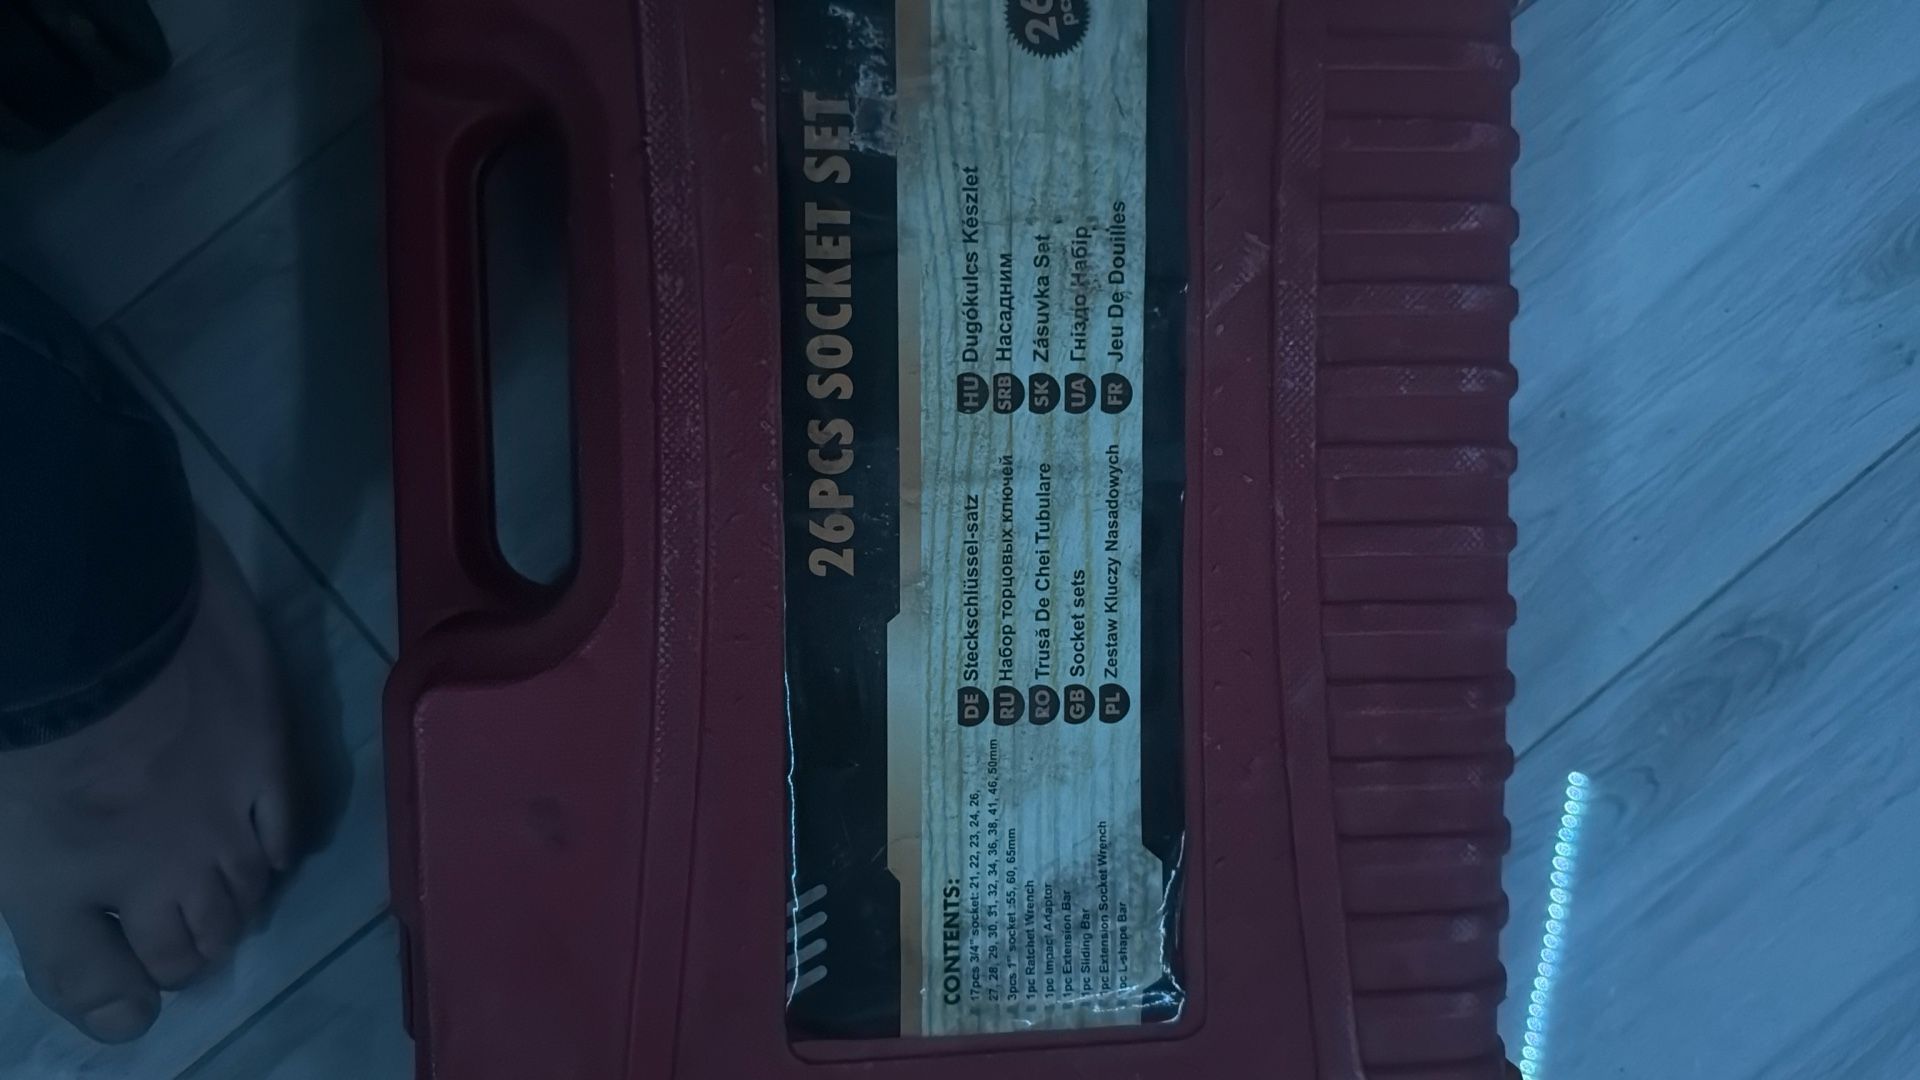 26PCS SOCKET SET
26
CONTENTS:
17pcs 3/4" socket: 21, 22, 23, 24, 26,
27, 28, 29, 30, 31, 32, 34, 36, 38, 41, 46, 50mm
3pcs 1" socket :55, 60, 65mm
1pc Ratchet Wrench
1pc Impact Adaptor
1pc Extension Bar
1pc Sliding Bar
1pc Extension Socket Wrench
1pc L-shape Bar
DE Steckschlüssel-satz
RU Набор торцовых ключей
RO Trusă De Chei Tubulare
GB Socket sets
PL Zestaw Kluczy Nasadowych
HU Dugókulcs Készlet
SRB Насадним
SK Zásuvka Set
UA Гніздо Набір
FR Jeu De Douilles